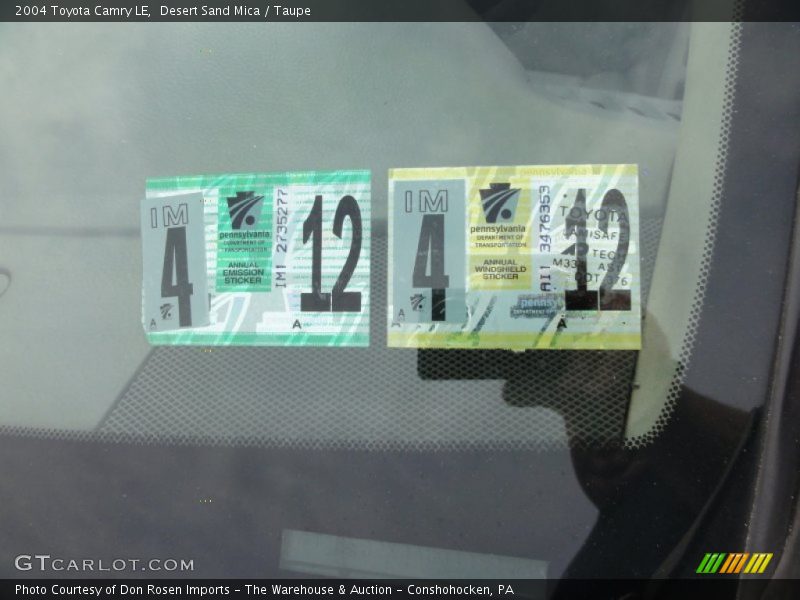 2004 Toyota Camry LE, Desert Sand Mica / Taupe
IM
4
A
pennsylvania
DEPARTMENT OF
TRANSPORTATION
ANNUAL
EMISSION
STICKER
IM1 2735277
12
A
IM
4
A
pennsylvania
DEPARTMENT OF
TRANSPORTATION
ANNUAL
WINDSHIELD
STICKER
AI1 3476353
12
A
pennsylvania
TOYOTA
GTCARLOT.COM
Photo Courtesy of Don Rosen Imports - The Warehouse & Auction - Conshohocken, PA